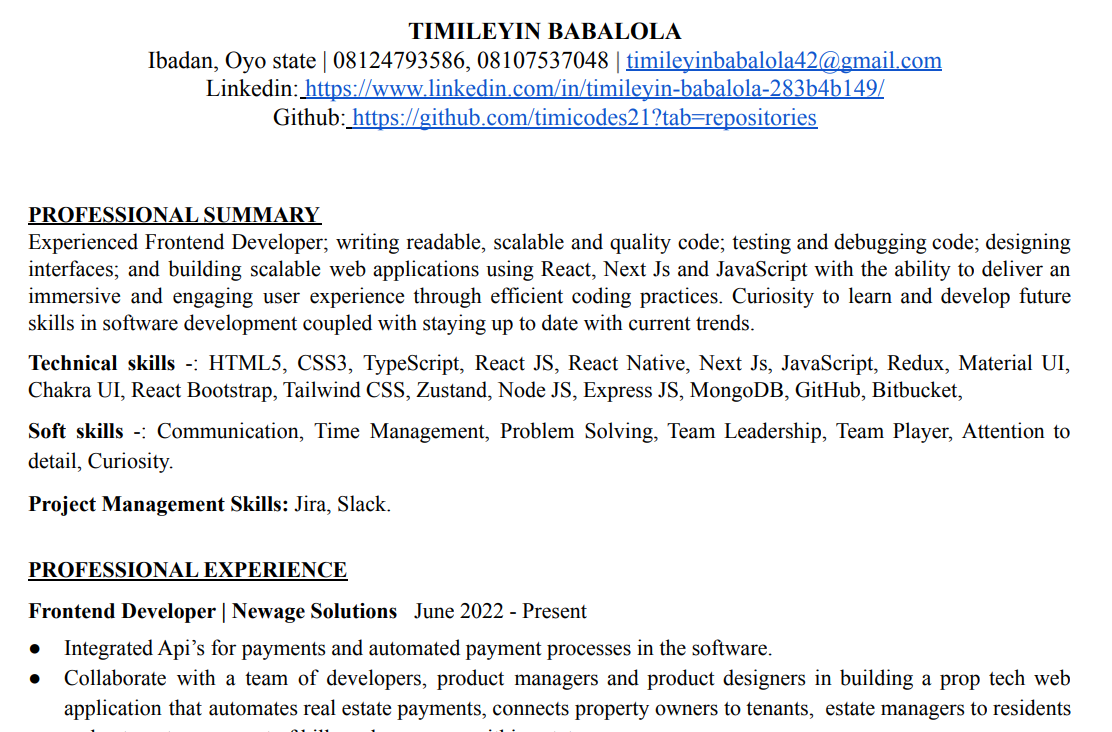 TIMILEYIN BABALOLA
Ibadan, Oyo state | 08124793586, 08107537048 | timileyinbabalola42@gmail.com
Linkedin: https://www.linkedin.com/in/timileyin-babalola-283b4b149/
Github: https://github.com/timicodes21?tab=repositories
PROFESSIONAL SUMMARY
Experienced Frontend Developer; writing readable, scalable and quality code; testing and debugging code; designing
interfaces; and building scalable web applications using React, Next Js and JavaScript with the ability to deliver an
immersive and engaging user experience through efficient coding practices. Curiosity to learn and develop future
skills in software development coupled with staying up to date with current trends.
Technical skills -: HTML5, CSS3, TypeScript, React JS, React Native, Next Js, JavaScript, Redux, Material UI,
Chakra UI, React Bootstrap, Tailwind CSS, Zustand, Node JS, Express JS, MongoDB, GitHub, Bitbucket,
Soft skills -: Communication, Time Management, Problem Solving, Team Leadership, Team Player, Attention to
detail, Curiosity.
Project Management Skills: Jira, Slack.
PROFESSIONAL EXPERIENCE
Frontend Developer | Newage Solutions June 2022 - Present
● Integrated Api’s for payments and automated payment processes in the software.
● Collaborate with a team of developers, product managers and product designers in building a prop tech web
application that automates real estate payments, connects property owners to tenants, estate managers to residents